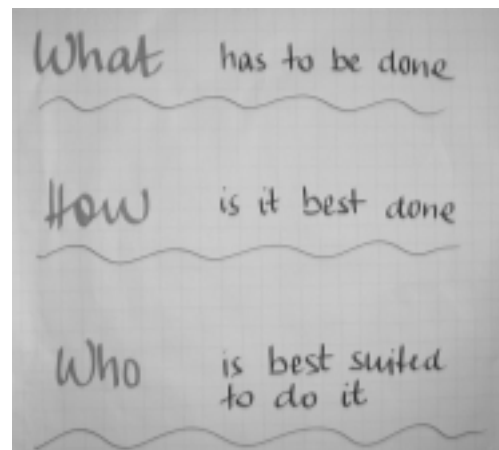 What has to be done
How is it best done
Who is best suited
to do it